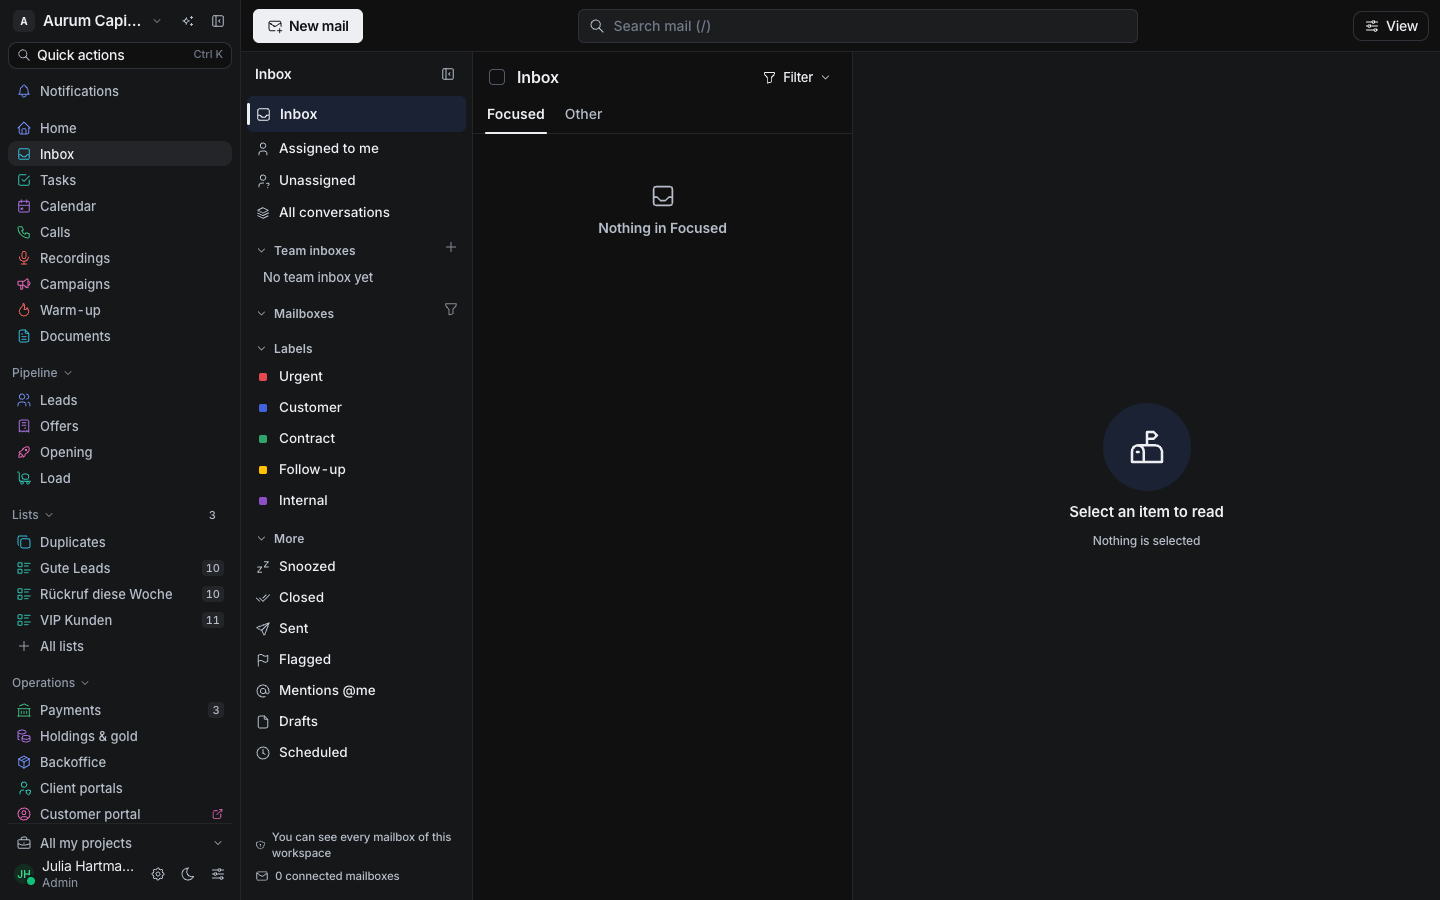 A
Aurum Capi...
Quick actions
Ctrl K
Notifications
Home
Inbox
Tasks
Calendar
Calls
Recordings
Campaigns
Warm-up
Documents
Pipeline
Leads
Offers
Opening
Load
Lists
3
Duplicates
Gute Leads
10
Rückruf diese Woche
10
VIP Kunden
11
All lists
Operations
Payments
3
Holdings & gold
Backoffice
Client portals
Customer portal
All my projects
JH
Julia Hartma...
Admin
New mail
Search mail (/)
View
Inbox
Inbox
Assigned to me
Unassigned
All conversations
Team inboxes
No team inbox yet
Mailboxes
Labels
Urgent
Customer
Contract
Follow-up
Internal
More
Snoozed
Closed
Sent
Flagged
Mentions @me
Drafts
Scheduled
You can see every mailbox of this
workspace
0 connected mailboxes
Inbox
Filter
Focused
Other
Nothing in Focused
Select an item to read
Nothing is selected